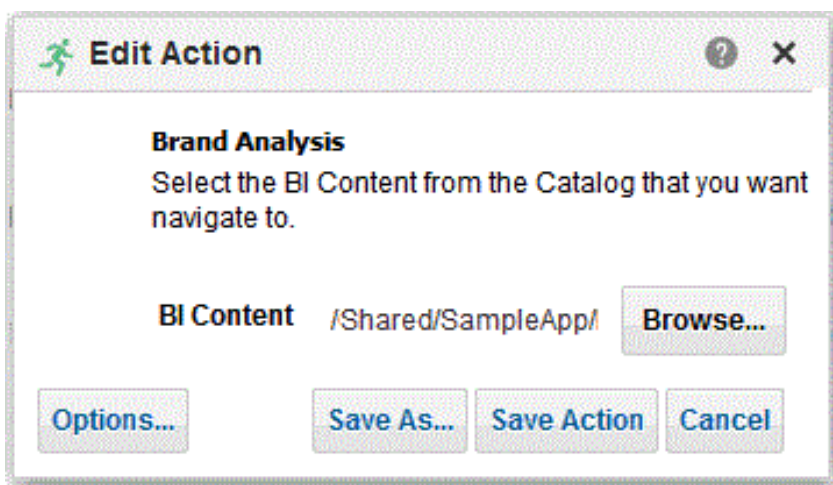 Edit Action
Brand Analysis
Select the BI Content from the Catalog that you want
navigate to.
BI Content /Shared/SampleApp/ Browse...
Options... Save As... Save Action Cancel